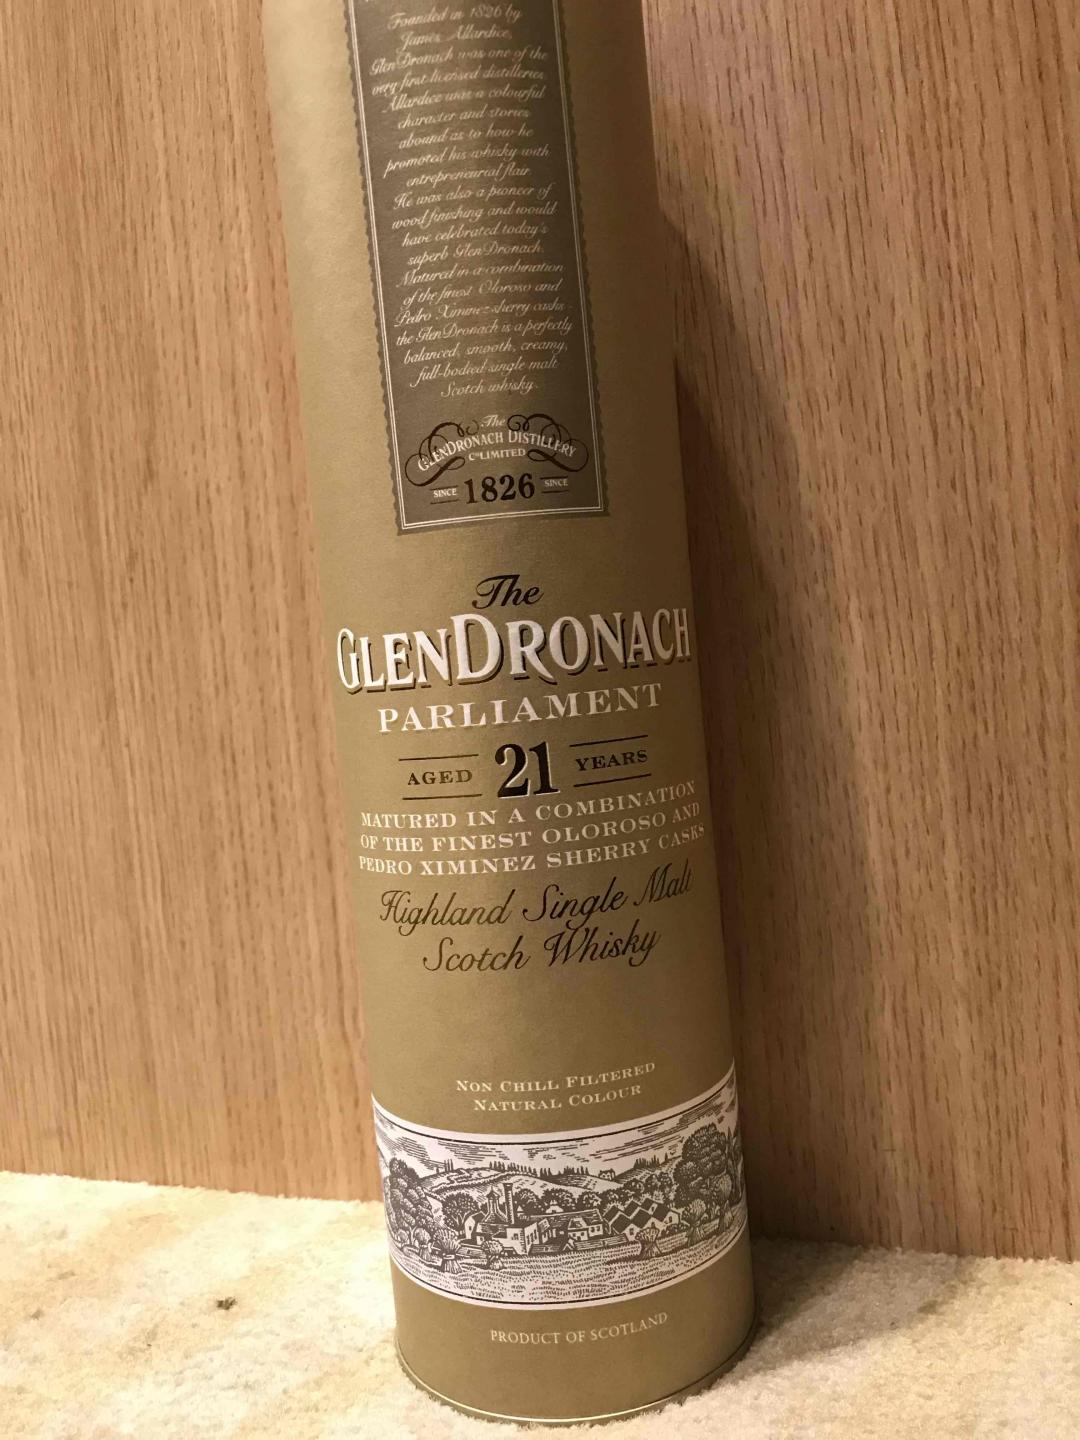 Founded in 1826 by
James Allardice,
GlenDronach was one of the
very first licensed distilleries.
Allardice was a colourful
character and stories
abound as to how he
promoted his whisky with
entrepreneurial flair
He was also a pioneer of
wood finishing and would
have celebrated today's
superb GlenDronach.
Matured in a combination
of the finest Oloroso and
Pedro Ximinez sherry casks -
the GlenDronach is a perfectly
balanced, smooth, creamy,
full-bodied single malt
Scotch whisky.
The
GLENDRONACH DISTILLERY
Co LIMITED
SINCE 1826 SINCE
The
GLENDRONACH
PARLIAMENT
AGED 21 YEARS
MATURED IN A COMBINATION
OF THE FINEST OLOROSO AND
PEDRO XIMINEZ SHERRY CASKS
Highland Single Malt
Scotch Whisky
NON CHILL FILTERED
NATURAL COLOUR
PRODUCT OF SCOTLAND